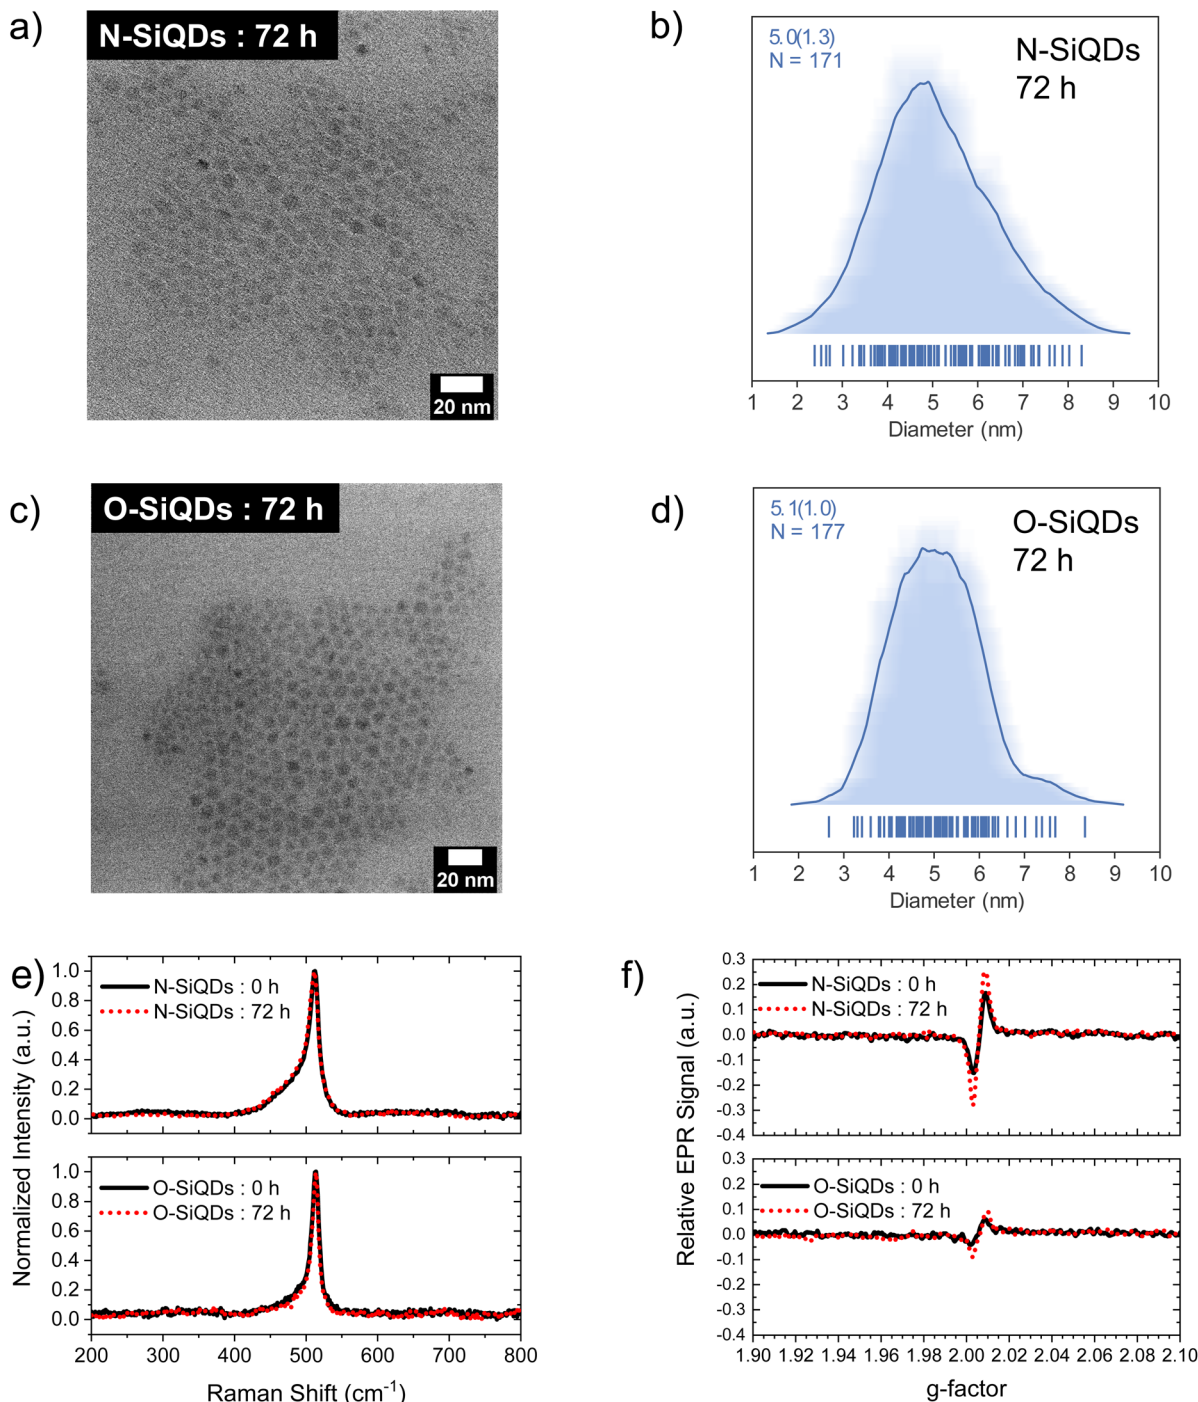 a)
N-SiQDs : 72 h
20 nm
b)
5.0(1.3)
N = 171
N-SiQDs
72 h
1 2 3 4 5 6 7 8 9 10
Diameter (nm)
c)
O-SiQDs : 72 h
20 nm
d)
5.1(1.0)
N = 177
O-SiQDs
72 h
1 2 3 4 5 6 7 8 9 10
Diameter (nm)
e)
Normalized Intensity (a.u.)
1.0
0.8
0.6
0.4
0.2
0.0
N-SiQDs : 0 h
N-SiQDs : 72 h
1.0
0.8
0.6
0.4
0.2
0.0
O-SiQDs : 0 h
O-SiQDs : 72 h
200 300 400 500 600 700 800
Raman Shift (cm⁻¹)
f)
Relative EPR Signal (a.u.)
0.3
0.2
0.1
0.0
-0.1
-0.2
-0.3
-0.4
N-SiQDs : 0 h
N-SiQDs : 72 h
0.3
0.2
0.1
0.0
-0.1
-0.2
-0.3
-0.4
O-SiQDs : 0 h
O-SiQDs : 72 h
1.90 1.92 1.94 1.96 1.98 2.00 2.02 2.04 2.06 2.08 2.10
g-factor